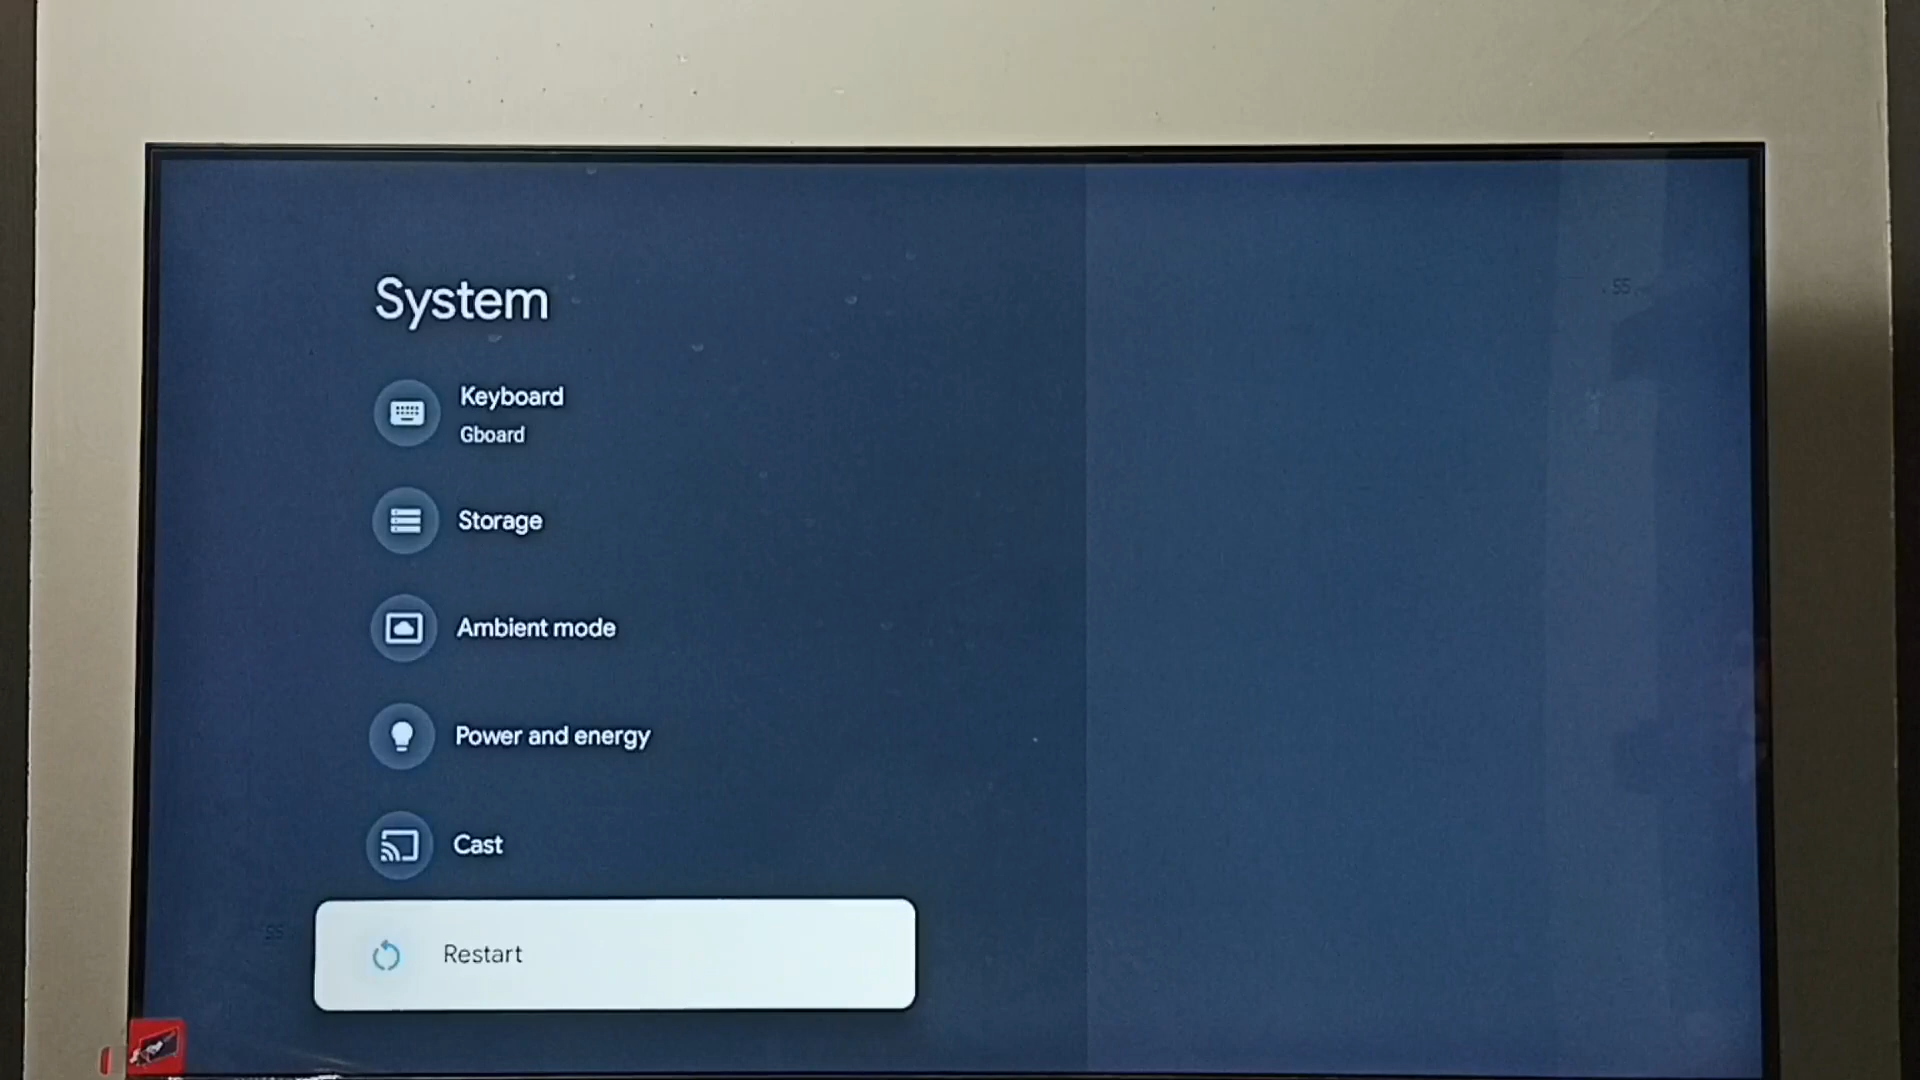 System
Keyboard
Gboard
Storage
Ambient mode
Power and energy
Cast
Restart